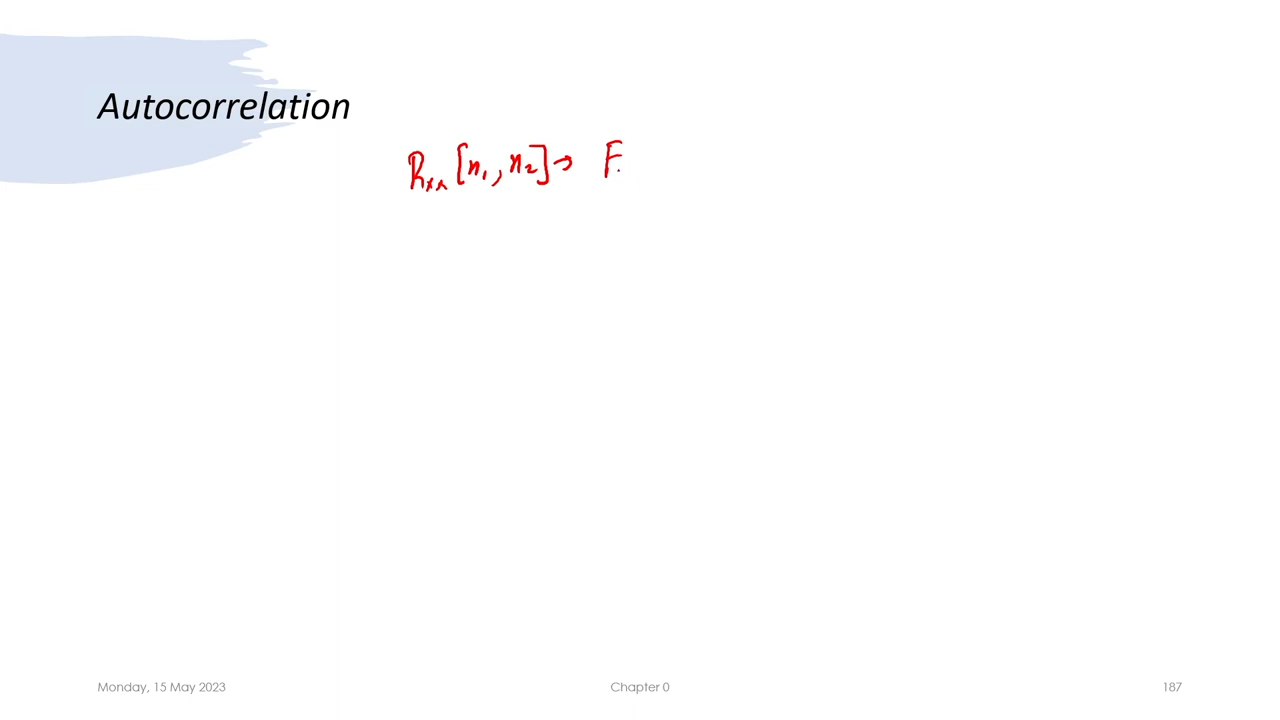 Autocorrelation
Rxx [n1, n2] → F
Monday, 15 May 2023
Chapter 0
187